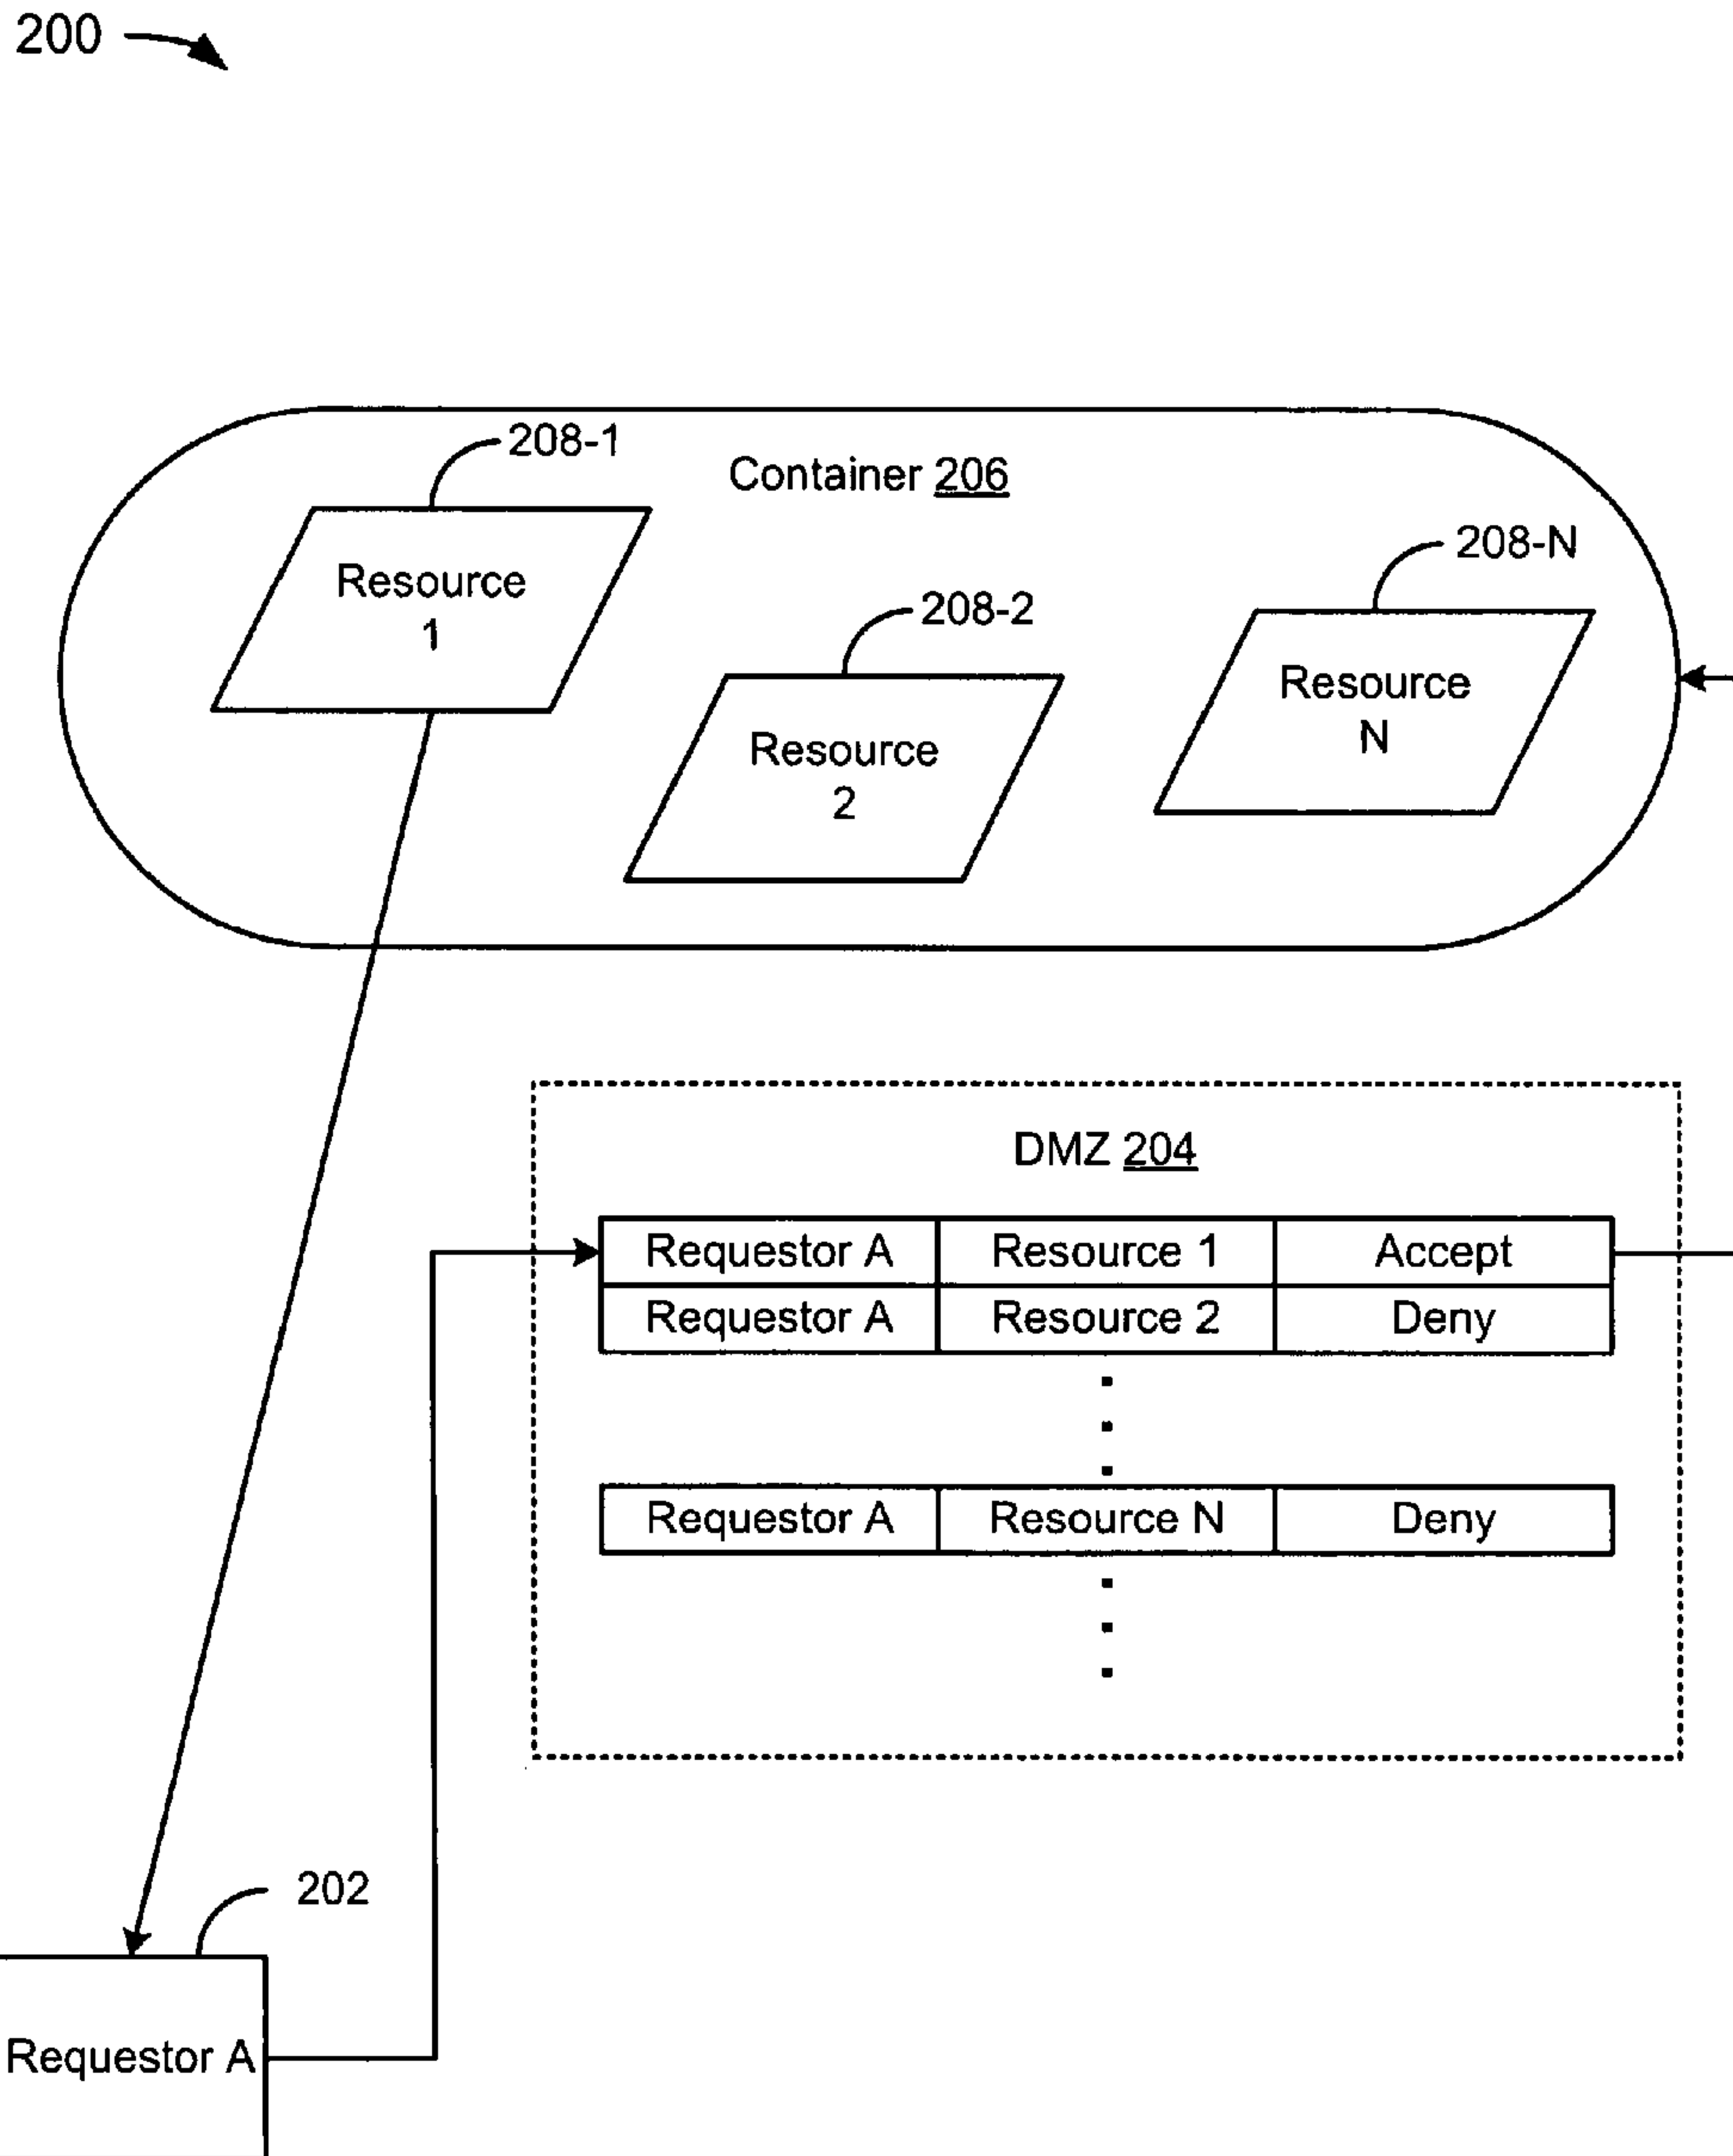 200
208-1
Container 206
208-N
Resource
1
208-2
Resource
N
Resource
2
DMZ 204
Requestor A Resource 1 Accept
Requestor A Resource 2 Deny
Requestor A Resource N Deny
202
Requestor A